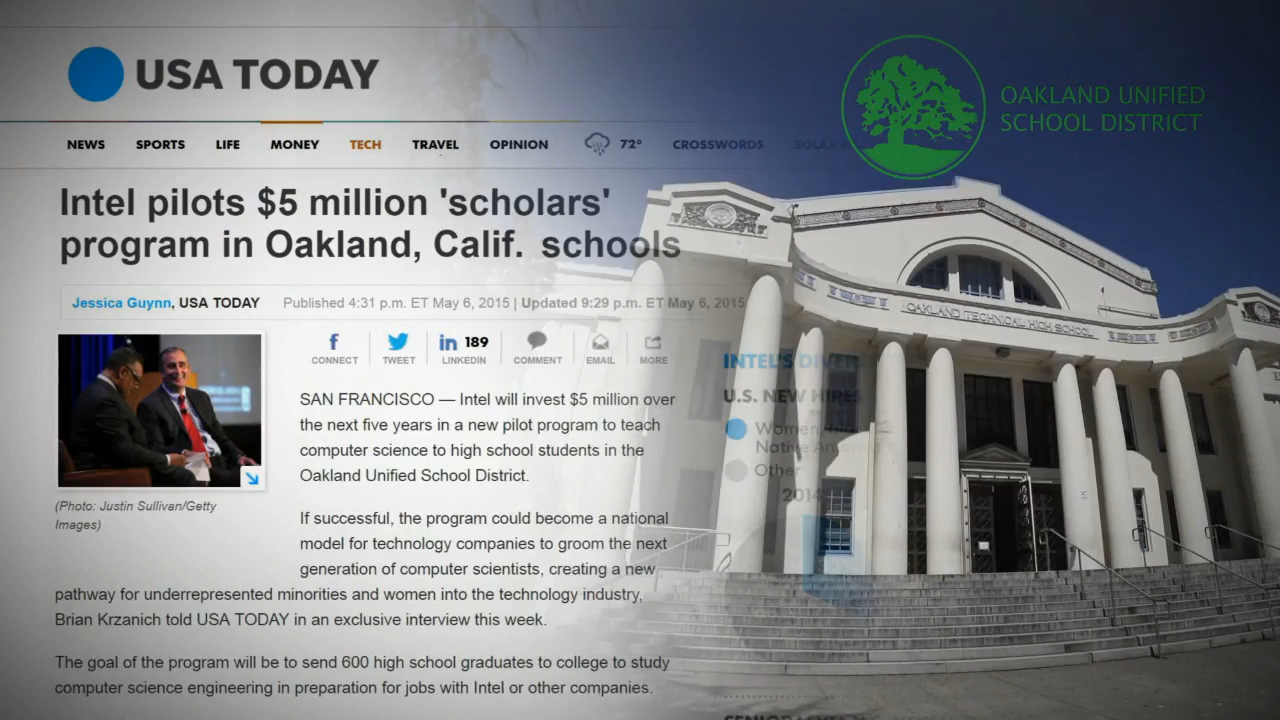 USA TODAY
OAKLAND UNIFIED
SCHOOL DISTRICT
NEWS SPORTS LIFE MONEY TECH TRAVEL OPINION 72° CROSSWORDS
Intel pilots $5 million 'scholars'
program in Oakland, Calif. schools
Jessica Guynn, USA TODAY Published 4:31 p.m. ET May 6, 2015 | Updated 9:29 p.m. ET May 6, 2015
OAKLAND TECHNICAL HIGH SCHOOL
189
CONNECT TWEET LINKEDIN COMMENT EMAIL MORE
(Photo: Justin Sullivan/Getty
Images)
SAN FRANCISCO — Intel will invest $5 million over
the next five years in a new pilot program to teach
computer science to high school students in the
Oakland Unified School District.
If successful, the program could become a national
model for technology companies to groom the next
generation of computer scientists, creating a new
pathway for underrepresented minorities and women into the technology industry,
Brian Krzanich told USA TODAY in an exclusive interview this week.
The goal of the program will be to send 600 high school graduates to college to study
computer science engineering in preparation for jobs with Intel or other companies.
INTEL'S
U.S. NEW HIRES
Women
Native
Other
2014